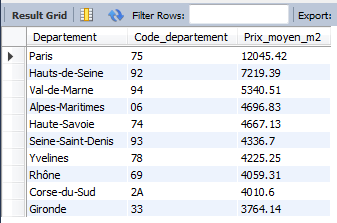 Result Grid Filter Rows: Export:
Departement Code_departement Prix_moyen_m2
Paris 75 12045.42
Hauts-de-Seine 92 7219.39
Val-de-Marne 94 5340.51
Alpes-Maritimes 06 4696.83
Haute-Savoie 74 4667.13
Seine-Saint-Denis 93 4336.7
Yvelines 78 4225.25
Rhône 69 4059.31
Corse-du-Sud 2A 4010.6
Gironde 33 3764.14